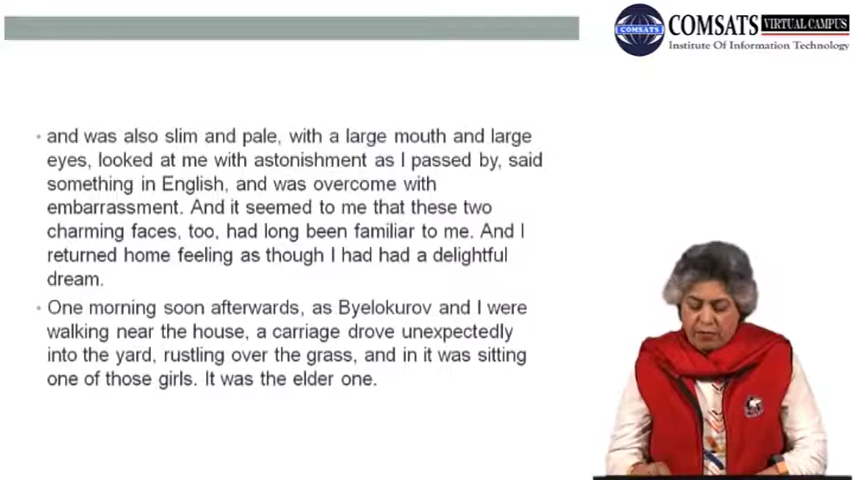 COMSATS VIRTUAL CAMPUS
COMSATS
Institute Of Information Technology
• and was also slim and pale, with a large mouth and large
eyes, looked at me with astonishment as I passed by, said
something in English, and was overcome with
embarrassment. And it seemed to me that these two
charming faces, too, had long been familiar to me. And I
returned home feeling as though I had had a delightful
dream.
• One morning soon afterwards, as Byelokurov and I were
walking near the house, a carriage drove unexpectedly
into the yard, rustling over the grass, and in it was sitting
one of those girls. It was the elder one.